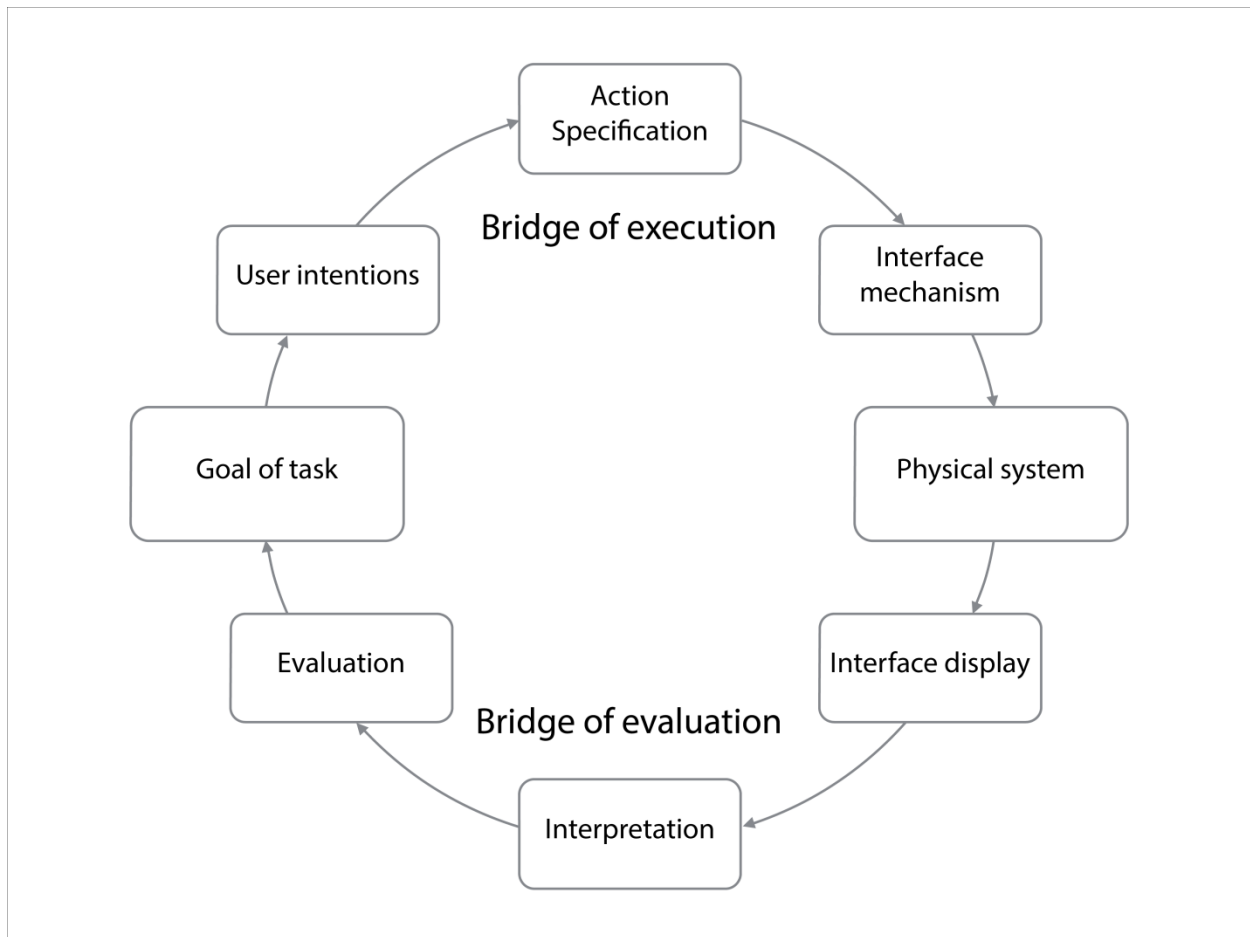 Action
Specification
Bridge of execution
User intentions
Interface
mechanism
Goal of task
Physical system
Evaluation
Interface display
Bridge of evaluation
Interpretation